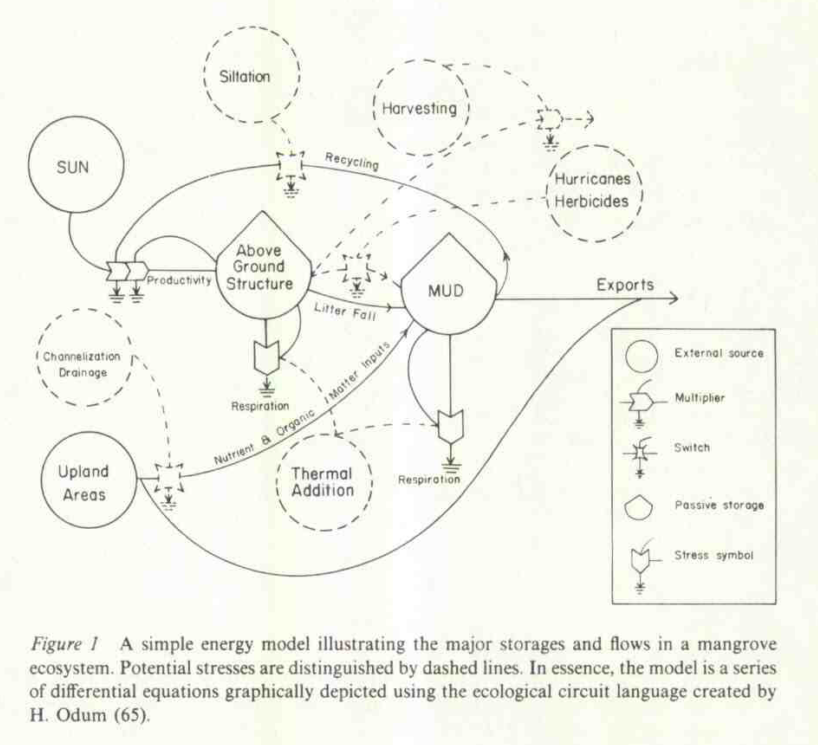 Siltation
Harvesting
SUN
Recycling
Hurricanes
Herbicides
Above
Ground
Structure
Productivity
MUD
Exports
Litter Fall
Channelization
Drainage
Respiration
Nutrient & Organic Matter Inputs
Upland
Areas
Thermal
Addition
Respiration
External source
Multiplier
Switch
Passive storage
Stress symbol
Figure 1 A simple energy model illustrating the major storages and flows in a mangrove
ecosystem. Potential stresses are distinguished by dashed lines. In essence, the model is a series
of differential equations graphically depicted using the ecological circuit language created by
H. Odum (65).